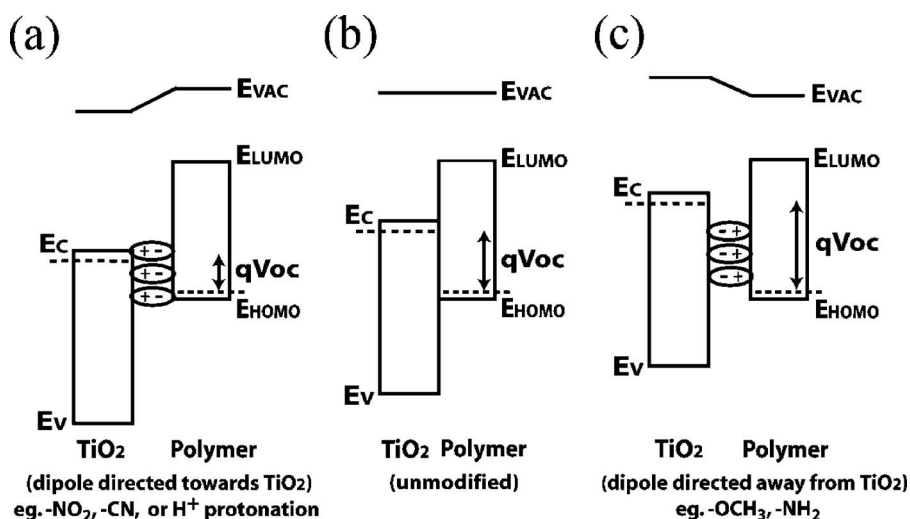 (a)
EVAC
ELUMO
EC
+ -
+ -
+ -
qVoc
EHOMO
EV
TiO₂ Polymer
(dipole directed towards TiO₂)
eg. -NO₂, -CN, or H⁺ protonation
(b)
EVAC
ELUMO
EC
qVoc
EHOMO
EV
TiO₂ Polymer
(unmodified)
(c)
EVAC
ELUMO
EC
- +
- +
- +
qVoc
EHOMO
EV
TiO₂ Polymer
(dipole directed away from TiO₂)
eg. -OCH₃, -NH₂